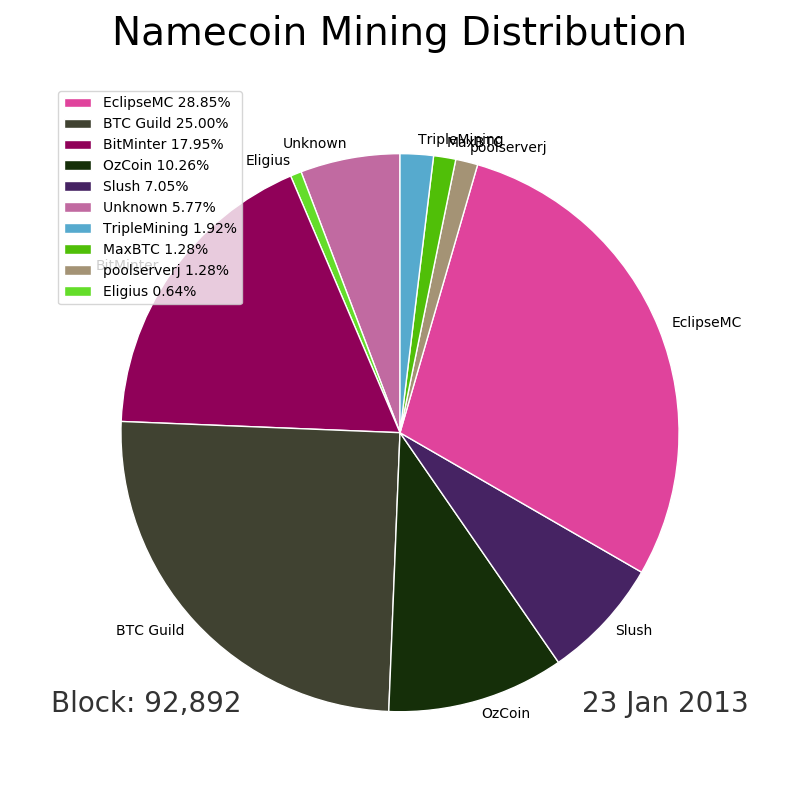 Namecoin Mining Distribution
EclipseMC 28.85%
BTC Guild 25.00%
BitMinter 17.95%
OzCoin 10.26%
Slush 7.05%
Unknown 5.77%
TripleMining 1.92%
MaxBTC 1.28%
poolserverj 1.28%
Eligius 0.64%
BitMinter
Eligius
Unknown
TripleMining
MaxBTC
poolserverj
EclipseMC
BTC Guild
Slush
OzCoin
Block: 92,892
23 Jan 2013